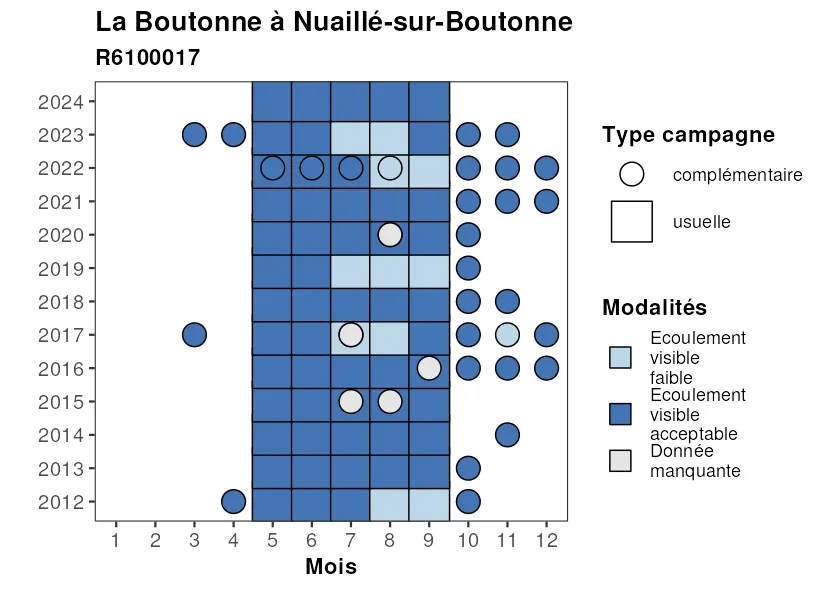 La Boutonne à Nuaillé-sur-Boutonne
R6100017
2024
2023
2022
2021
2020
2019
2018
2017
2016
2015
2014
2013
2012
1 2 3 4 5 6 7 8 9 10 11 12
Mois
Type campagne
complémentaire
usuelle
Modalités
Ecoulement
visible
faible
Ecoulement
visible
acceptable
Donnée
manquante